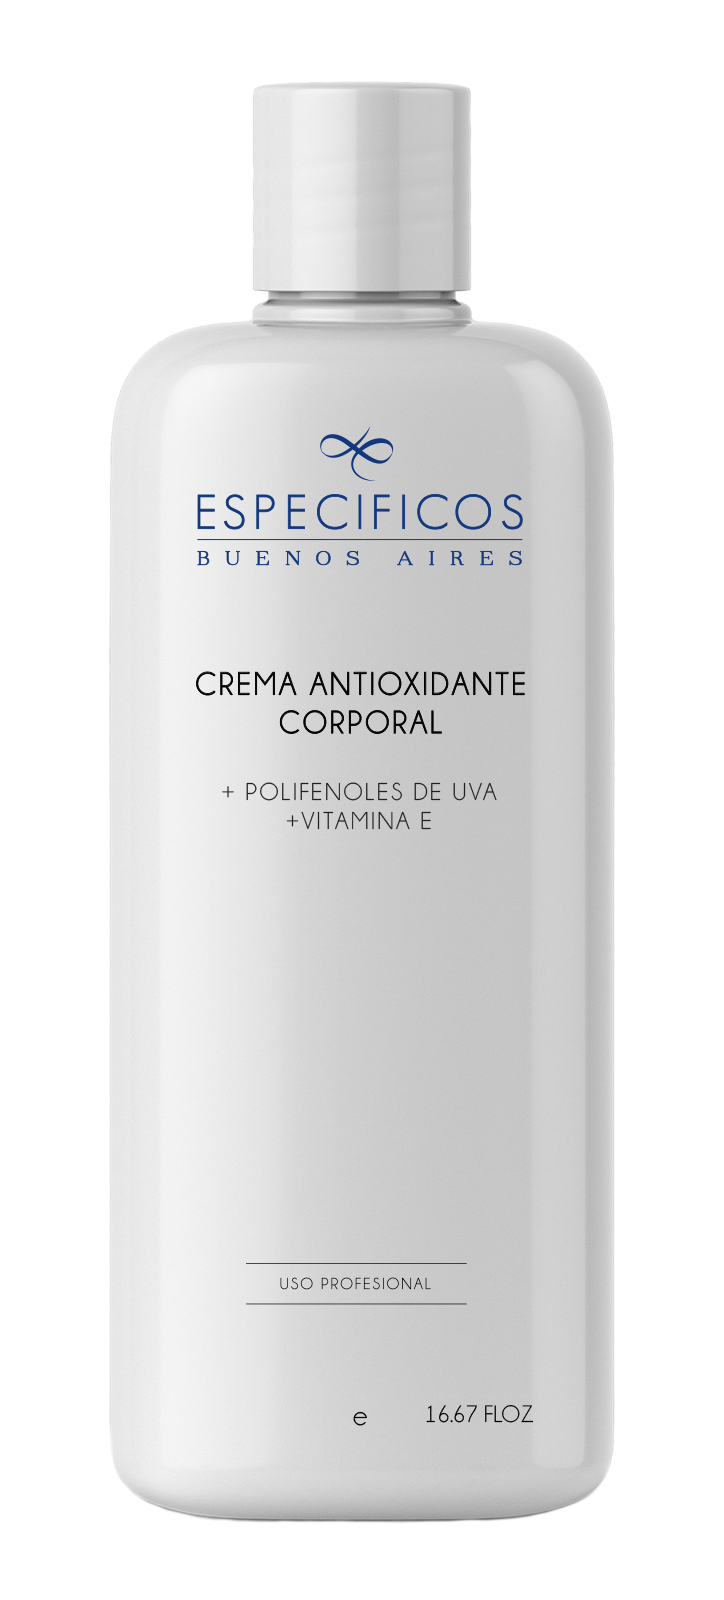 ESPECIFICOS
BUENOS AIRES
CREMA ANTIOXIDANTE
CORPORAL
+ POLIFENOLES DE UVA
+VITAMINA E
USO PROFESIONAL
e 16.67 FLOZ